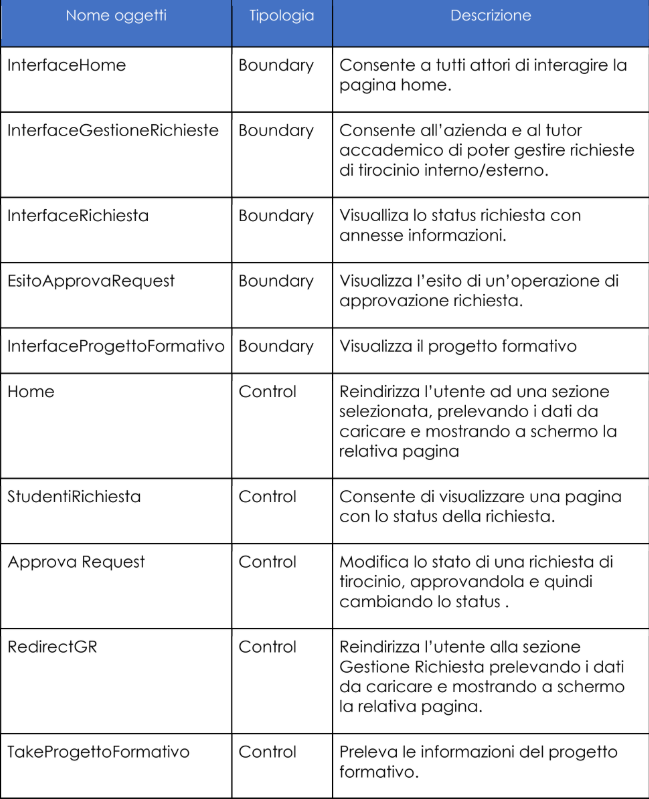 Nome oggetti Tipologia Descrizione
InterfaceHome Boundary Consente a tutti attori di interagire la
pagina home.
InterfaceGestioneRichieste Boundary Consente all'azienda e al tutor
accademico di poter gestire richieste
di tirocinio interno/esterno.
InterfaceRichiesta Boundary Visualliza lo status richiesta con
annesse informazioni.
EsitoApprovaRequest Boundary Visualizza l'esito di un'operazione di
approvazione richiesta.
InterfaceProgettoFormativo Boundary Visualizza il progetto formativo
Home Control Reindirizza l'utente ad una sezione
selezionata, prelevando i dati da
caricare e mostrando a schermo la
relativa pagina
StudentiRichiesta Control Consente di visualizzare una pagina
con lo status della richiesta.
Approva Request Control Modifica lo stato di una richiesta di
tirocinio, approvandola e quindi
cambiando lo status .
RedirectGR Control Reindirizza l'utente alla sezione
Gestione Richiesta prelevando i dati
da caricare e mostrando a schermo
la relativa pagina.
TakeProgettoFormativo Control Preleva le informazioni del progetto
formativo.